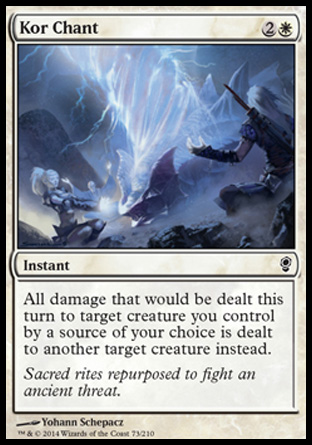 Kor Chant 2
Instant
All damage that would be dealt this
turn to target creature you control
by a source of your choice is dealt
to another target creature instead.
Sacred rites repurposed to fight an
ancient threat.
Yohann Schepacz
™ & © 2014 Wizards of the Coast 73/210